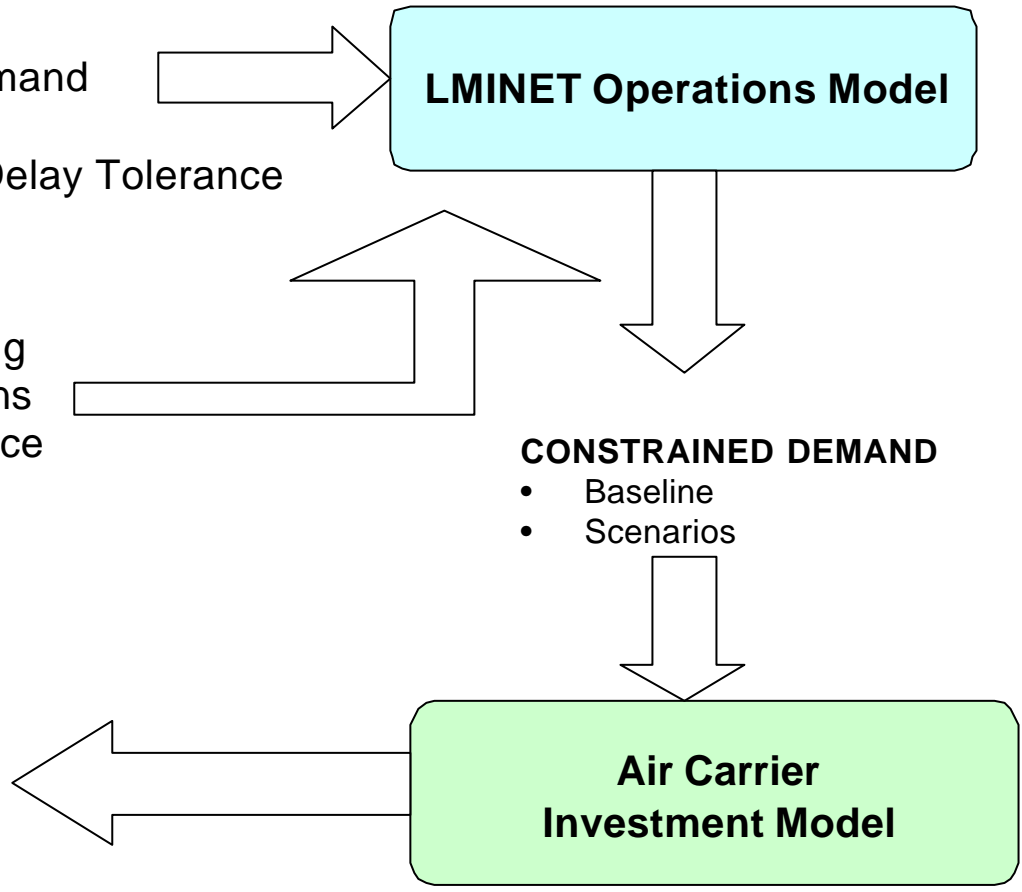 mand
LMINET Operations Model
Delay Tolerance
g
ns
ce
CONSTRAINED DEMAND
• Baseline
• Scenarios
Air Carrier
Investment Model